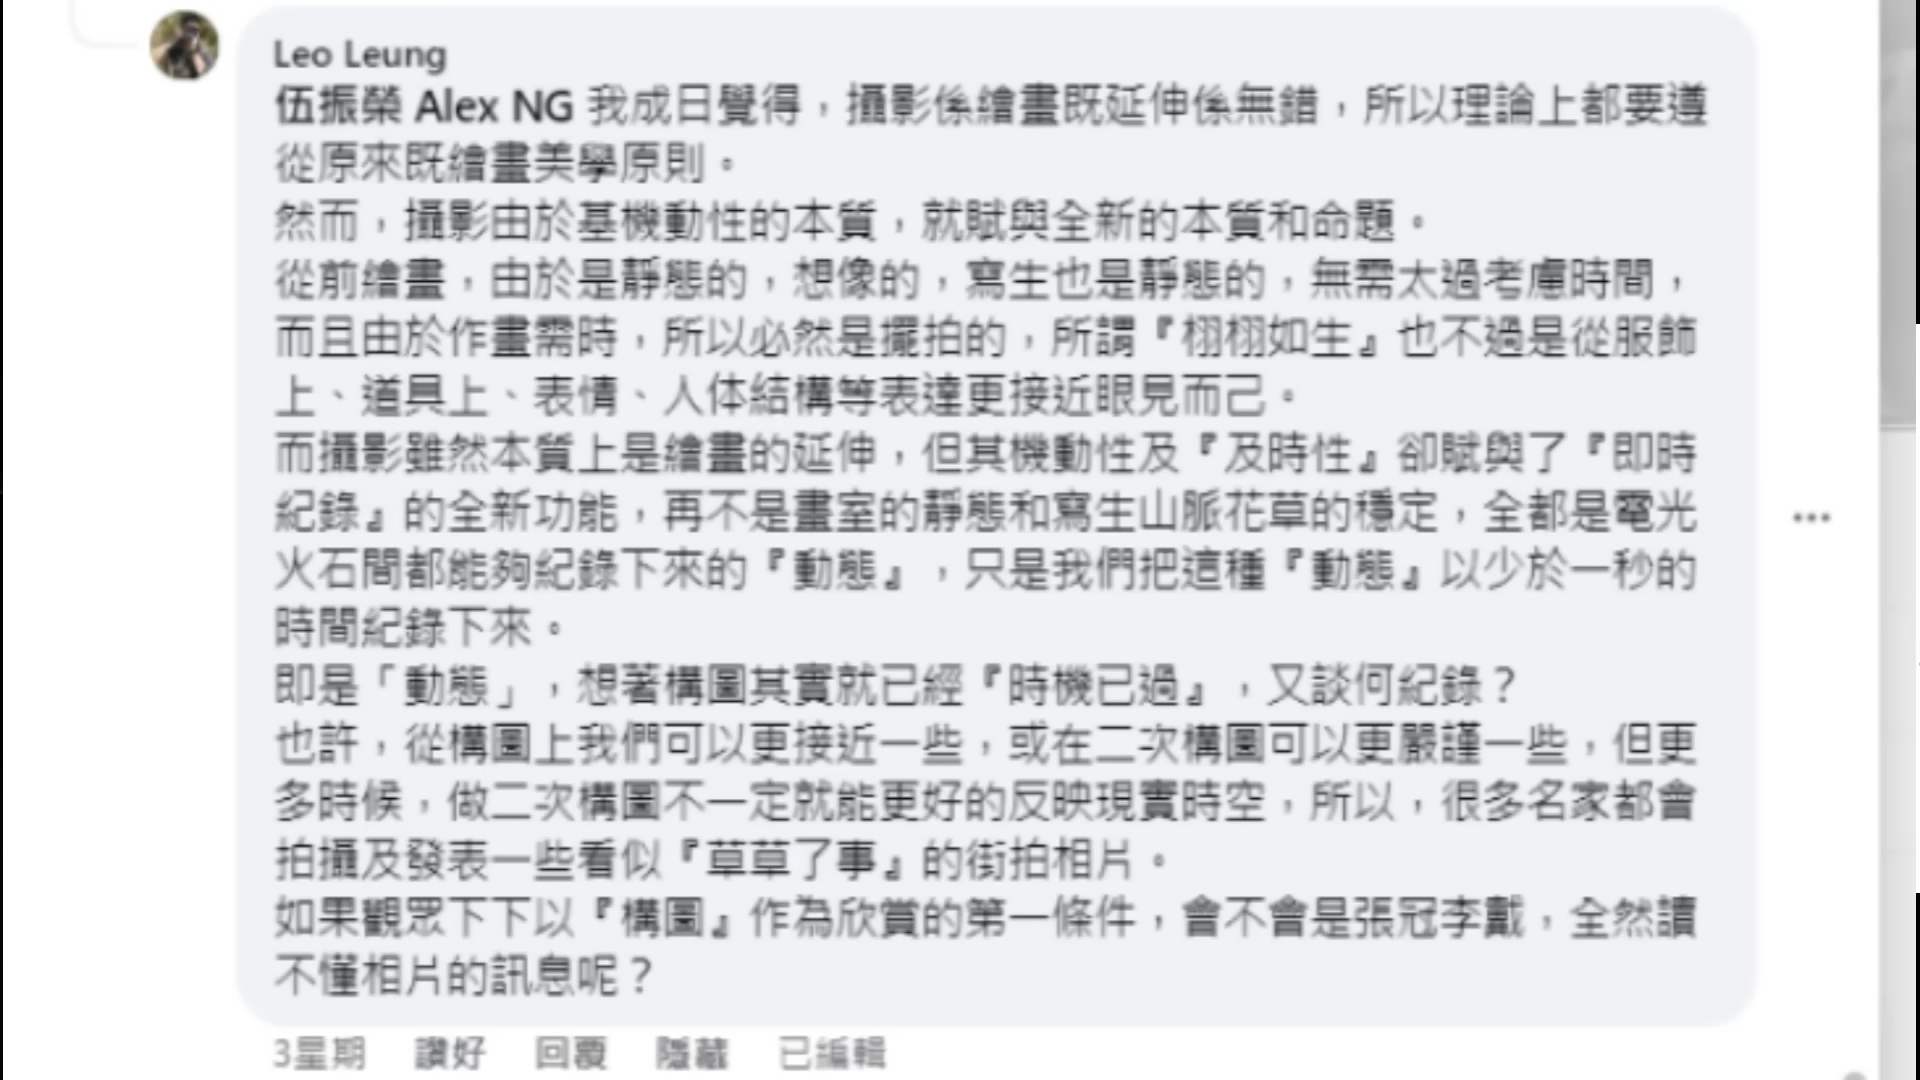 Leo Leung
伍振榮 Alex NG 我成日覺得，攝影係繪畫既延伸係無錯，所以理論上都要遵
從原來既繪畫美學原則。
然而，攝影由於基機動性的本質，就賦與全新的本質和命題。
從前繪畫，由於是靜態的，想像的，寫生也是靜態的，無需太過考慮時間，
而且由於作畫需時，所以必然是擺拍的，所謂『栩栩如生』也不過是從服飾
上、道具上、表情、人体結構等表達更接近眼見而己。
而攝影雖然本質上是繪畫的延伸，但其機動性及『及時性』卻賦與了『即時
紀錄』的全新功能，再不是畫室的靜態和寫生山脈花草的穩定，全都是電光
火石間都能夠紀錄下來的『動態』，只是我們把這種『動態』以少於一秒的
時間紀錄下來。
即是「動態」，想著構圖其實就已經『時機已過』，又談何紀錄？
也許，從構圖上我們可以更接近一些，或在二次構圖可以更嚴謹一些，但更
多時候，做二次構圖不一定就能更好的反映現實時空，所以，很多名家都會
拍攝及發表一些看似『草草了事』的街拍相片。
如果觀眾下下以『構圖』作為欣賞的第一條件，會不會是張冠李戴，全然讀
不懂相片的訊息呢？
3星期 讚好 回覆 隱藏 已編輯